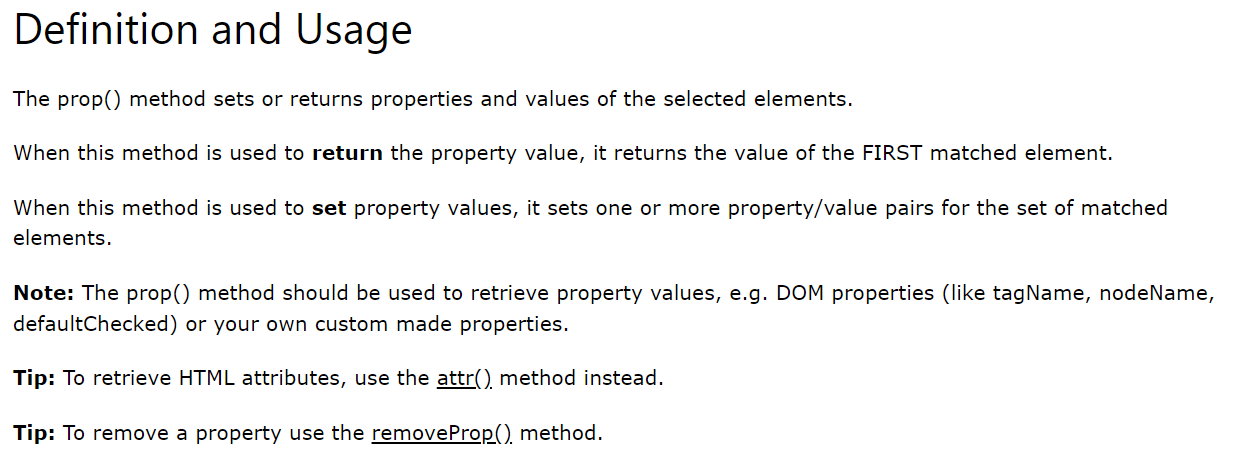 Definition and Usage
The prop() method sets or returns properties and values of the selected elements.
When this method is used to return the property value, it returns the value of the FIRST matched element.
When this method is used to set property values, it sets one or more property/value pairs for the set of matched
elements.
Note: The prop() method should be used to retrieve property values, e.g. DOM properties (like tagName, nodeName,
defaultChecked) or your own custom made properties.
Tip: To retrieve HTML attributes, use the attr() method instead.
Tip: To remove a property use the removeProp() method.